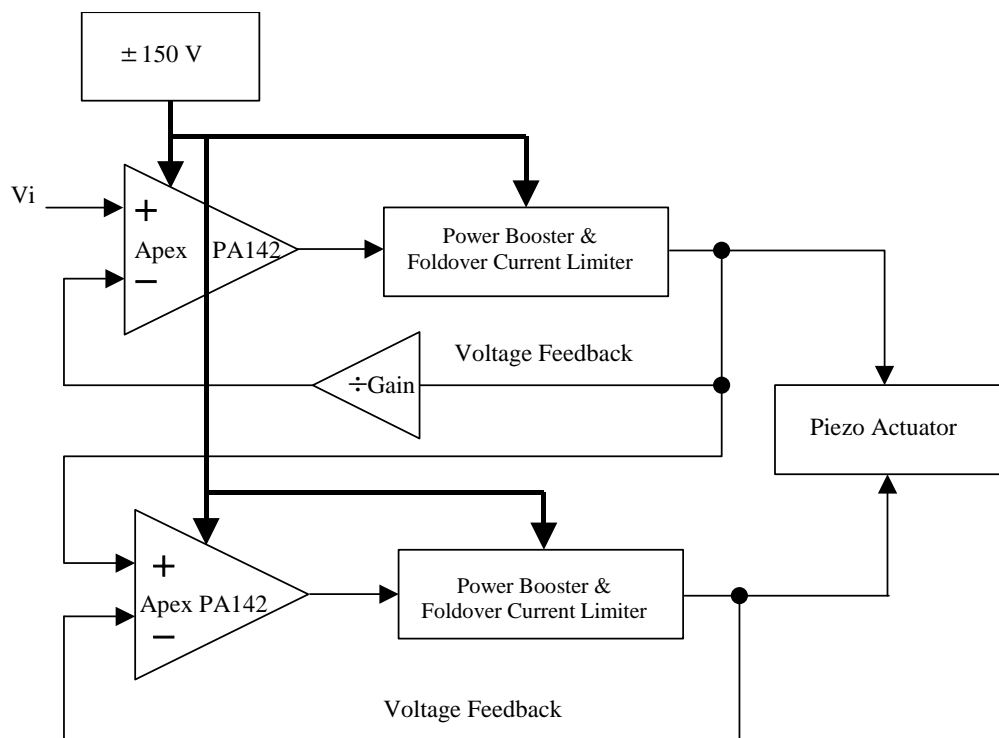 ± 150 V
Vi
+
Apex PA142
−
Power Booster &
Foldover Current Limiter
Voltage Feedback
÷Gain
Piezo Actuator
+
Apex PA142
−
Power Booster &
Foldover Current Limiter
Voltage Feedback